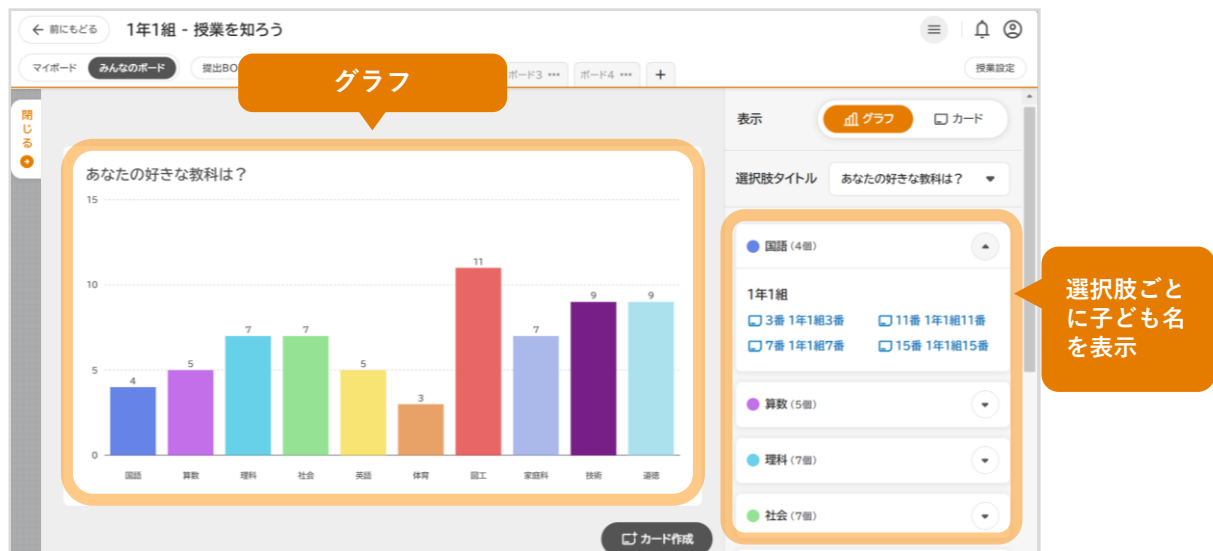 前にもどる
1年1組 - 授業を知ろう
マイボード
みんなのボード
提出BO
ボード3
ボード4
授業設定
グラフ
閉じる
表示
グラフ
カード
選択肢タイトル
あなたの好きな教科は？
あなたの好きな教科は？
15
10
5
0
4
5
7
7
5
3
11
7
9
9
国語
算数
理科
社会
英語
体育
図工
家庭科
技術
道徳
カード作成
国語 (4個)
1年1組
3番 1年1組3番
11番 1年1組11番
7番 1年1組7番
15番 1年1組15番
算数 (5個)
理科 (7個)
社会 (7個)
選択肢ごと
に子ども名
を表示